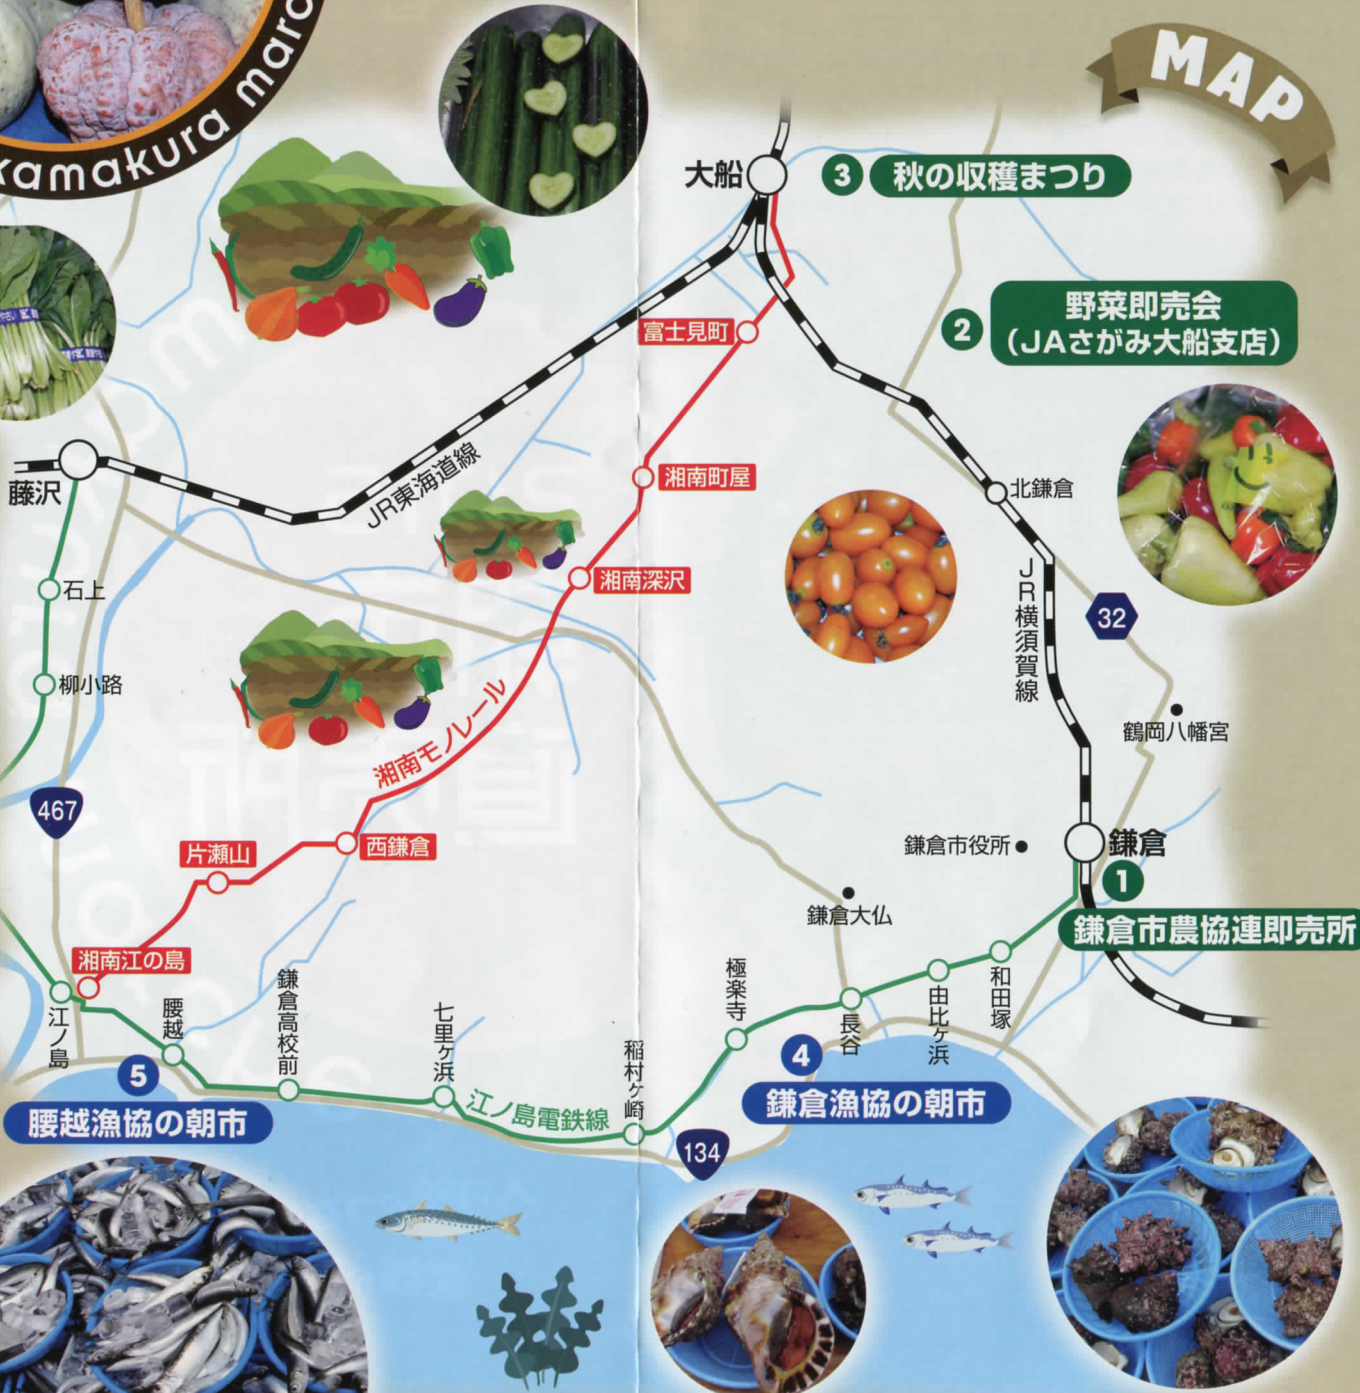 kamakura marc
MAP
大船
3 秋の収穫まつり
2 野菜即売会
（JAさがみ大船支店）
富士見町
藤沢
JR東海道線
湘南町屋
北鎌倉
石上
湘南深沢
JR横須賀線
32
柳小路
鶴岡八幡宮
湘南モノレール
467
片瀬山
西鎌倉
鎌倉市役所
鎌倉
1
鎌倉市農協連即売所
鎌倉大仏
湘南江の島
江ノ島
腰越
鎌倉高校前
七里ヶ浜
稲村ヶ崎
極楽寺
長谷
由比ヶ浜
和田塚
5
腰越漁協の朝市
江ノ島電鉄線
4
鎌倉漁協の朝市
134